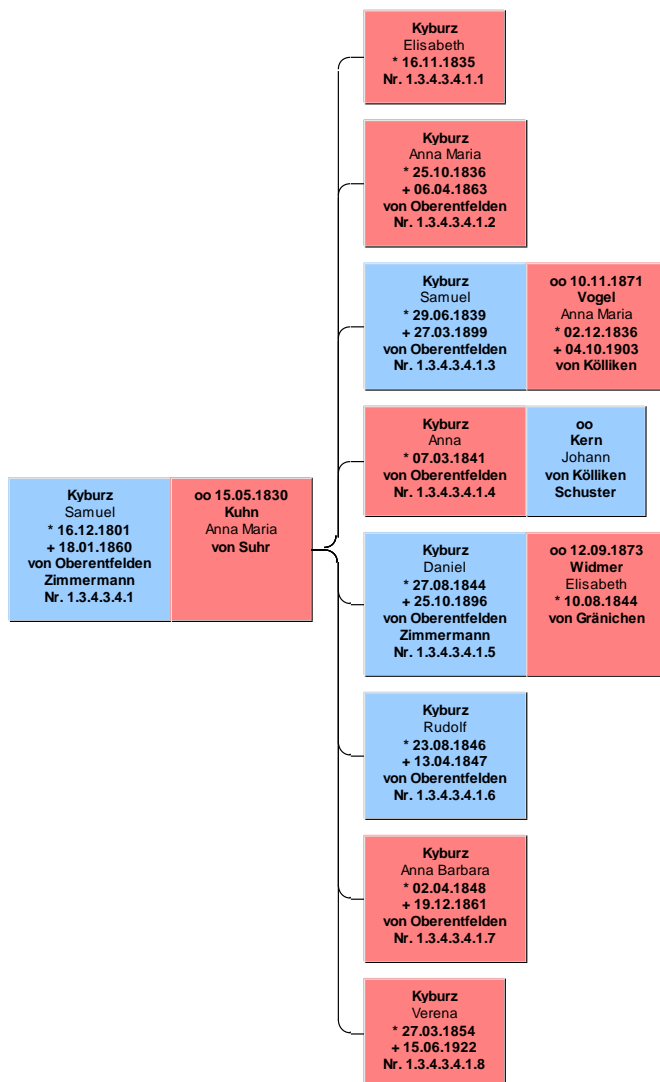 Kyburz
Elisabeth
* 16.11.1835
Nr. 1.3.4.3.4.1.1
Kyburz
Anna Maria
* 25.10.1836
+ 06.04.1863
von Oberentfelden
Nr. 1.3.4.3.4.1.2
Kyburz
Samuel
* 29.06.1839
+ 27.03.1899
von Oberentfelden
Nr. 1.3.4.3.4.1.3
oo 10.11.1871
Vogel
Anna Maria
* 02.12.1836
+ 04.10.1903
von Kölliken
Kyburz
Anna
* 07.03.1841
von Oberentfelden
Nr. 1.3.4.3.4.1.4
oo
Kern
Johann
von Kölliken
Schuster
Kyburz
Samuel
* 16.12.1801
+ 18.01.1860
von Oberentfelden
Zimmermann
Nr. 1.3.4.3.4.1
oo 15.05.1830
Kuhn
Anna Maria
von Suhr
Kyburz
Daniel
* 27.08.1844
+ 25.10.1896
von Oberentfelden
Zimmermann
Nr. 1.3.4.3.4.1.5
oo 12.09.1873
Widmer
Elisabeth
* 10.08.1844
von Gränichen
Kyburz
Rudolf
* 23.08.1846
+ 13.04.1847
von Oberentfelden
Nr. 1.3.4.3.4.1.6
Kyburz
Anna Barbara
* 02.04.1848
+ 19.12.1861
von Oberentfelden
Nr. 1.3.4.3.4.1.7
Kyburz
Verena
* 27.03.1854
+ 15.06.1922
Nr. 1.3.4.3.4.1.8